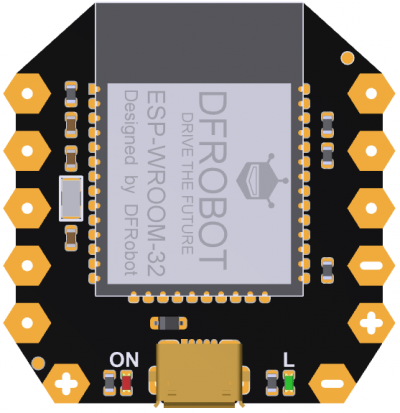 DFROBOT
DRIVE THE FUTURE
ESP-WROOM-32
Designed by DFRobot
ON
L